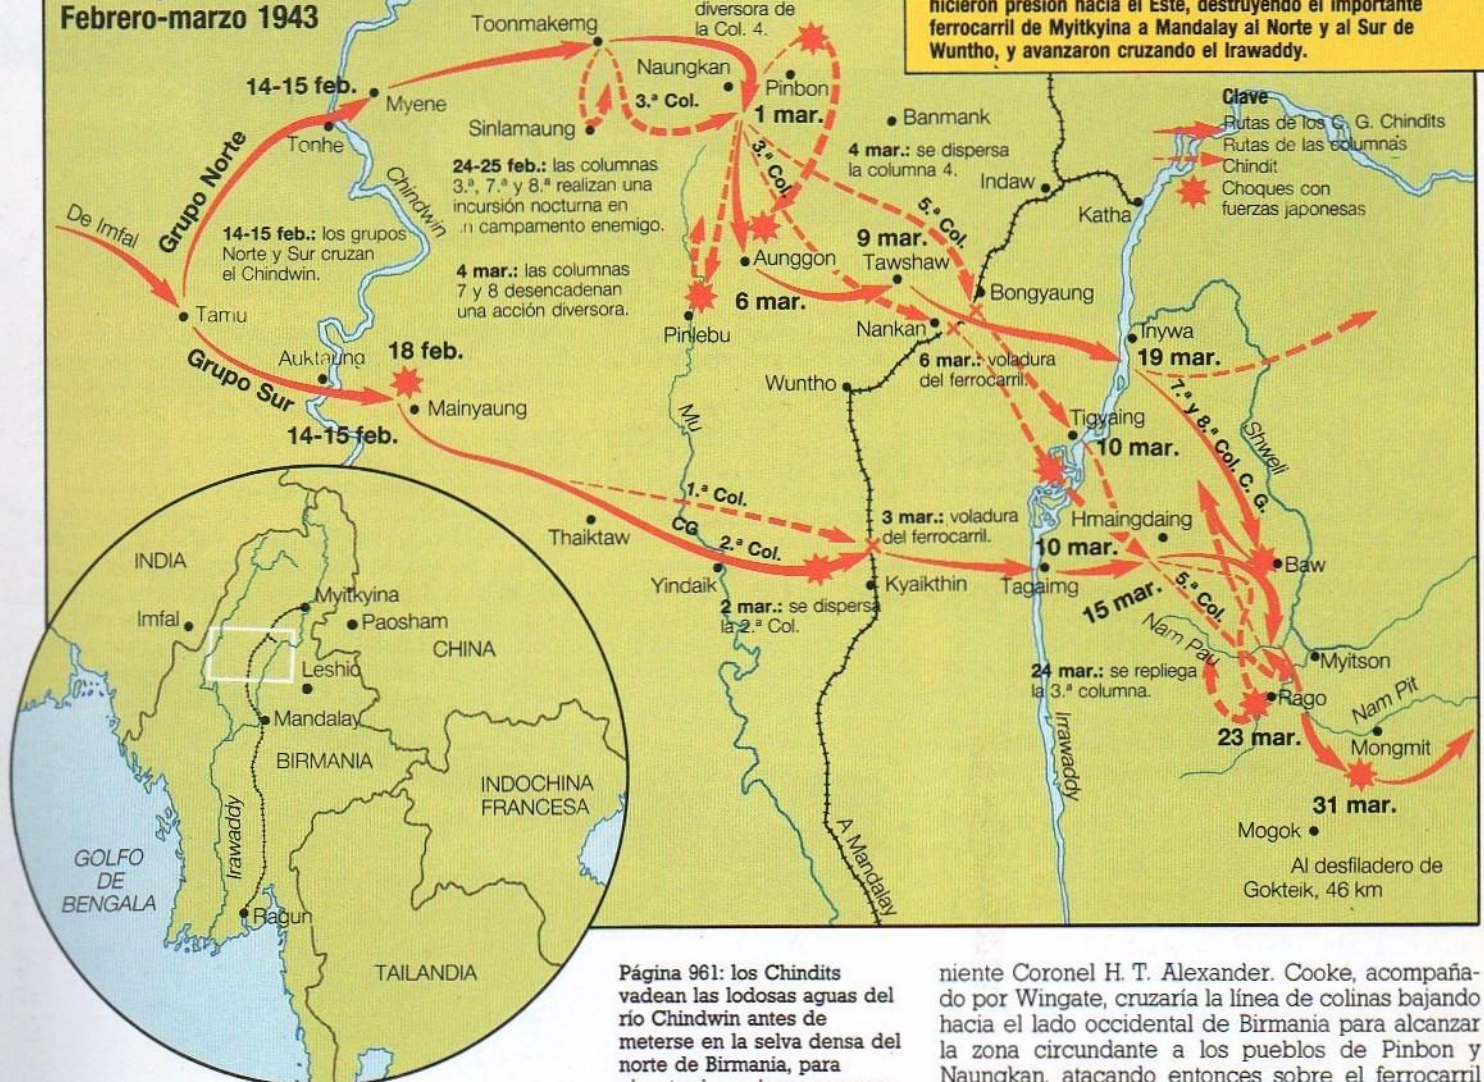 Febrero-marzo 1943
diversora de
la Col. 4.
hicieron presión hacia el Este, destruyendo el importante
ferrocarril de Myitkyina a Mandalay al Norte y al Sur de
Wuntho, y avanzaron cruzando el Irawaddy.
Toonmakemg
Naungkan
Pinbon
14-15 feb.
Myene
3.ª Col.
1 mar.
Sinlamaung
Tonhe
Grupo Norte
Chindwin
De Imfal
24-25 feb.: las columnas
3.ª, 7.ª y 8.ª realizan una
incursión nocturna en
.n campamento enemigo.
14-15 feb.: los grupos
Norte y Sur cruzan
el Chindwin.
4 mar.: las columnas
7 y 8 desencadenan
una acción diversora.
3.ª Col.
Banmank
4 mar.: se dispersa
la columna 4.
Indaw
Katha
5.ª Col.
Clave
Rutas de los C. G. Chindits
Rutas de las columnas
Chindit
Choques con
fuerzas japonesas
9 mar.
Tawshaw
Aunggon
6 mar.
Bongyaung
Pinlebu
Nankan
Tamu
Auktaung
18 feb.
Grupo Sur
Mainyaung
14-15 feb.
Wuntho
6 mar.: voladura
del ferrocarril.
Inywa
19 mar.
7.ª y 8.ª Col. C. G.
Shweli
Tigyaing
10 mar.
Mu
1.ª Col.
CG
2.ª Col.
Thaiktaw
Yindaik
3 mar.: voladura
del ferrocarril.
Kyaikthin
2 mar.: se dispersa
la 2.ª Col.
Hmaingdaing
10 mar.
Tagaimg
15 mar.
5.ª Col.
Baw
Nam Pau
Myitson
24 mar.: se repliega
la 3.ª columna.
Rago
Nam Pit
23 mar.
Mongmit
31 mar.
Irrawaddy
Mogok
Al desfiladero de
Gokteik, 46 km
A Mandalay
INDIA
Imfal
Myitkyina
Paosham
CHINA
Leshio
Mandalay
BIRMANIA
INDOCHINA
FRANCESA
Irawaddy
GOLFO
DE
BENGALA
Ragun
TAILANDIA
Página 961: los Chindits
vadean las lodosas aguas del
río Chindwin antes de
meterse en la selva densa del
norte de Birmania, para
niente Coronel H. T. Alexander. Cooke, acompaña-
do por Wingate, cruzaría la línea de colinas bajando
hacia el lado occidental de Birmania para alcanzar
la zona circundante a los pueblos de Pinbon y
Naungkan, atacando entonces sobre el ferrocarril